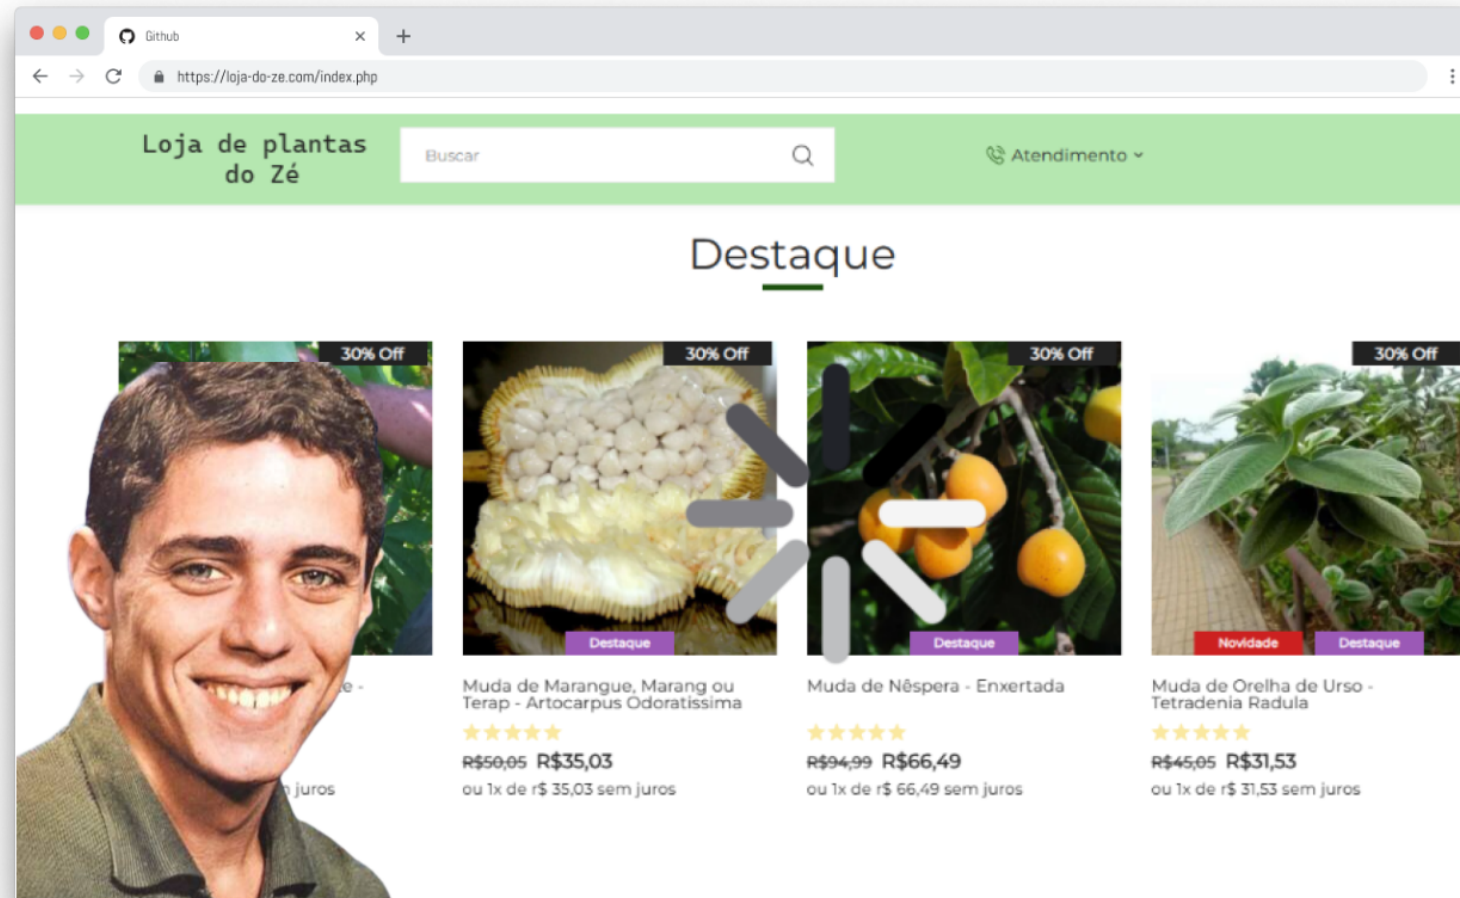 Github
https://loja-do-ze.com/index.php
Loja de plantas
do Zé
Buscar
Atendimento
Destaque
30% Off
30% Off
30% Off
30% Off
Destaque
Destaque
Novidade
Destaque
Muda de Marangue, Marang ou
Terap - Artocarpus Odoratissima
R$50,05 R$35,03
ou 1x de r$ 35,03 sem juros
Muda de Nêspera - Enxertada
R$94,99 R$66,49
ou 1x de r$ 66,49 sem juros
Muda de Orelha de Urso -
Tetradenia Radula
R$45,05 R$31,53
ou 1x de r$ 31,53 sem juros
juros